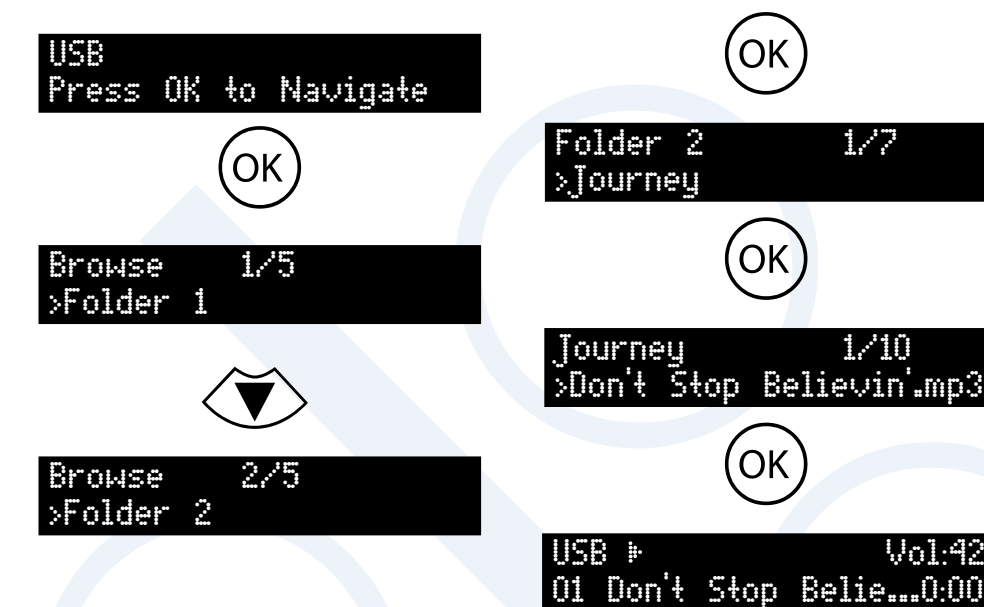 USB
Press OK to Navigate
OK
Browse 1/5
>Folder 1
Browse 2/5
>Folder 2
OK
Folder 2 1/7
>Journey
OK
Journey 1/10
>Don't Stop Believin'.mp3
OK
USB Vol:42
01 Don't Stop Belie...0:00